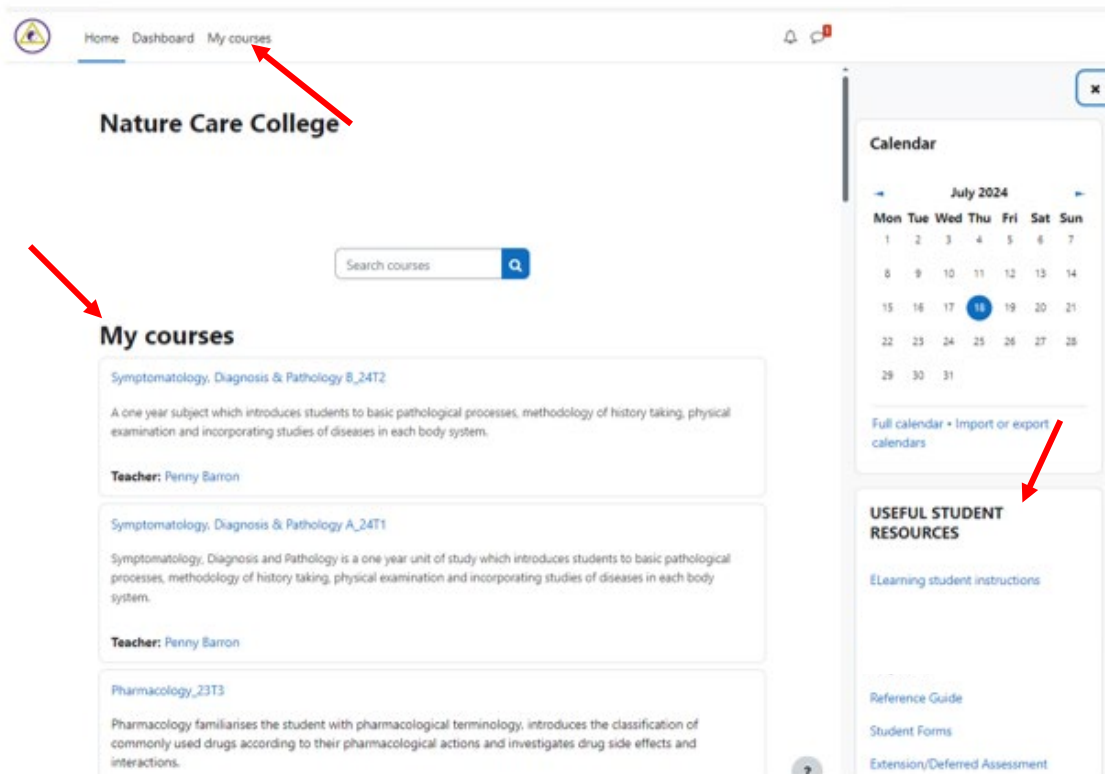 Home Dashboard My courses
1
Nature Care College
Search courses
My courses
Symptomatology, Diagnosis & Pathology B_24T2
A one year subject which introduces students to basic pathological processes, methodology of history taking, physical
examination and incorporating studies of diseases in each body system.
Teacher: Penny Barron
Symptomatology, Diagnosis & Pathology A_24T1
Symptomatology, Diagnosis and Pathology is a one year unit of study which introduces students to basic pathological
processes, methodology of history taking, physical examination and incorporating studies of diseases in each body
system.
Teacher: Penny Barron
Pharmacology_23T3
Pharmacology familiarises the student with pharmacological terminology, introduces the classification of
commonly used drugs according to their pharmacological actions and investigates drug side effects and
interactions.
?
Calendar
July 2024
Mon Tue Wed Thu Fri Sat Sun
1 2 3 4 5 6 7
8 9 10 11 12 13 14
15 16 17 18 19 20 21
22 23 24 25 26 27 28
29 30 31
Full calendar • Import or export
calendars
USEFUL STUDENT
RESOURCES
ELearning student instructions
Reference Guide
Student Forms
Extension/Deferred Assessment